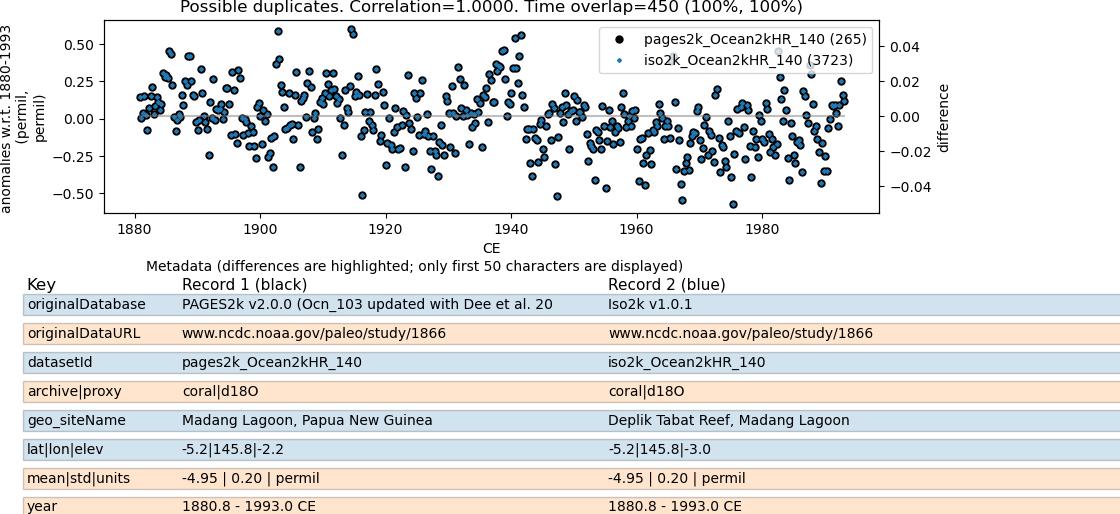 Possible duplicates. Correlation=1.0000. Time overlap=450 (100%, 100%)
anomalies w.r.t. 1880-1993
(permil,
permil)
0.50
0.25
0.00
−0.25
−0.50
pages2k_Ocean2kHR_140 (265)
iso2k_Ocean2kHR_140 (3723)
0.04
0.02
0.00
−0.02
−0.04
difference
1880
1900
1920
1940
1960
1980
CE
Metadata (differences are highlighted; only first 50 characters are displayed)
Key Record 1 (black) Record 2 (blue)
originalDatabase PAGES2k v2.0.0 (Ocn_103 updated with Dee et al. 20 Iso2k v1.0.1
originalDataURL www.ncdc.noaa.gov/paleo/study/1866 www.ncdc.noaa.gov/paleo/study/1866
datasetId pages2k_Ocean2kHR_140 iso2k_Ocean2kHR_140
archive|proxy coral|d18O coral|d18O
geo_siteName Madang Lagoon, Papua New Guinea Deplik Tabat Reef, Madang Lagoon
lat|lon|elev -5.2|145.8|-2.2 -5.2|145.8|-3.0
mean|std|units -4.95 | 0.20 | permil -4.95 | 0.20 | permil
year 1880.8 - 1993.0 CE 1880.8 - 1993.0 CE